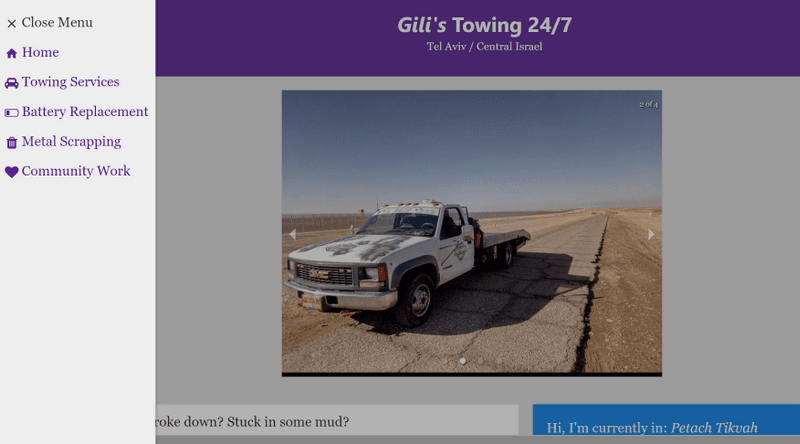 Close Menu
Home
Towing Services
Battery Replacement
Metal Scrapping
Community Work
Gili's Towing 24/7
Tel Aviv / Central Israel
2 of 4
GMC
roke down? Stuck in some mud?
Hi, I'm currently in: Petach Tikvah